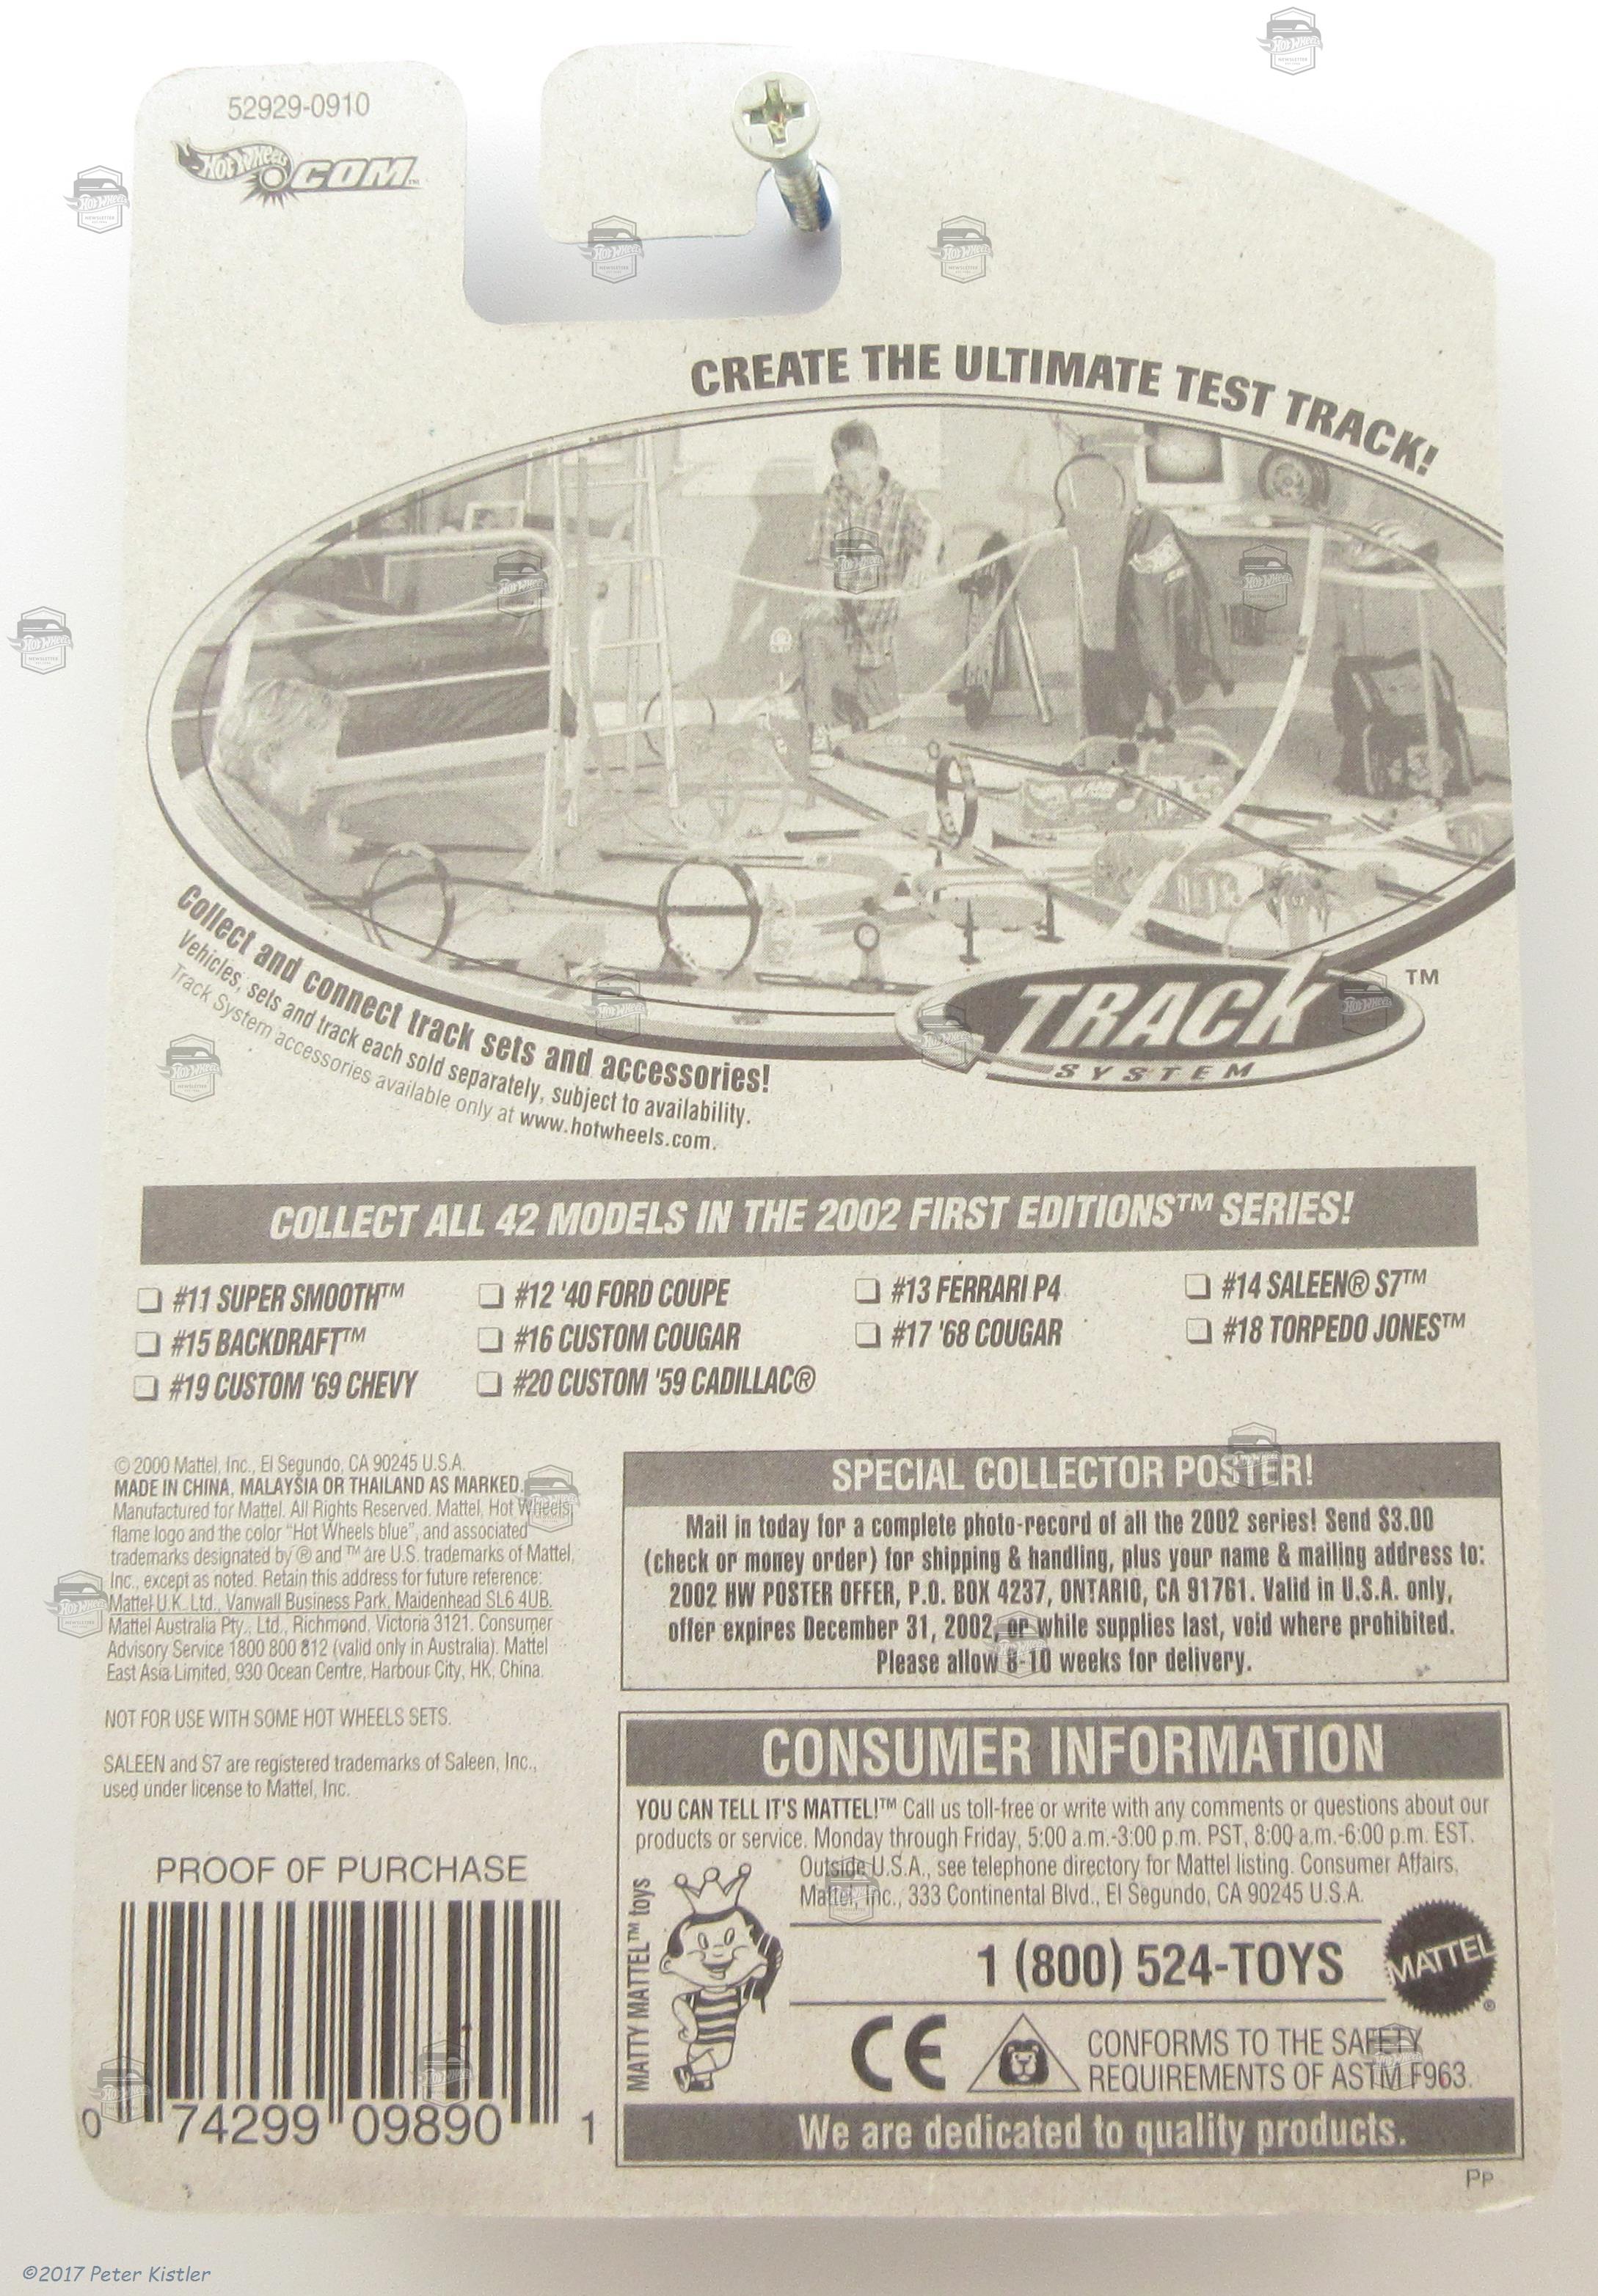 52929-0910
Hot Wheels.COM™
CREATE THE ULTIMATE TEST TRACK!
Collect and connect track sets and accessories!
Vehicles, sets and track each sold separately, subject to availability.
Track System accessories available only at www.hotwheels.com.
TRACK™
SYSTEM
COLLECT ALL 42 MODELS IN THE 2002 FIRST EDITIONS™ SERIES!
#11 SUPER SMOOTH™ #12 '40 FORD COUPE #13 FERRARI P4 #14 SALEEN® S7™
#15 BACKDRAFT™ #16 CUSTOM COUGAR #17 '68 COUGAR #18 TORPEDO JONES™
#19 CUSTOM '69 CHEVY #20 CUSTOM '59 CADILLAC®
© 2000 Mattel, Inc., El Segundo, CA 90245 U.S.A.
MADE IN CHINA, MALAYSIA OR THAILAND AS MARKED.
Manufactured for Mattel. All Rights Reserved. Mattel, Hot Wheels,
flame logo and the color "Hot Wheels blue", and associated
trademarks designated by ® and ™ are U.S. trademarks of Mattel,
Inc., except as noted. Retain this address for future reference:
Mattel U.K. Ltd., Vanwall Business Park, Maidenhead SL6 4UB.
Mattel Australia Pty., Ltd., Richmond, Victoria 3121. Consumer
Advisory Service 1800 800 812 (valid only in Australia). Mattel
East Asia Limited, 930 Ocean Centre, Harbour City, HK, China.
NOT FOR USE WITH SOME HOT WHEELS SETS.
SALEEN and S7 are registered trademarks of Saleen, Inc.,
used under license to Mattel, Inc.
PROOF OF PURCHASE
0 74299 09890 1
SPECIAL COLLECTOR POSTER!
Mail in today for a complete photo-record of all the 2002 series! Send $3.00
(check or money order) for shipping & handling, plus your name & mailing address to:
2002 HW POSTER OFFER, P.O. BOX 4237, ONTARIO, CA 91761. Valid in U.S.A. only,
offer expires December 31, 2002, or while supplies last, void where prohibited.
Please allow 8-10 weeks for delivery.
CONSUMER INFORMATION
YOU CAN TELL IT'S MATTEL!™ Call us toll-free or write with any comments or questions about our
products or service. Monday through Friday, 5:00 a.m.-3:00 p.m. PST, 8:00 a.m.-6:00 p.m. EST.
Outside U.S.A., see telephone directory for Mattel listing. Consumer Affairs,
Mattel, Inc., 333 Continental Blvd., El Segundo, CA 90245 U.S.A.
MATTY MATTEL™ toys
1 (800) 524-TOYS
MATTEL®
CE
CONFORMS TO THE SAFETY
REQUIREMENTS OF ASTM F963.
We are dedicated to quality products.
Pp
©2017 Peter Kistler